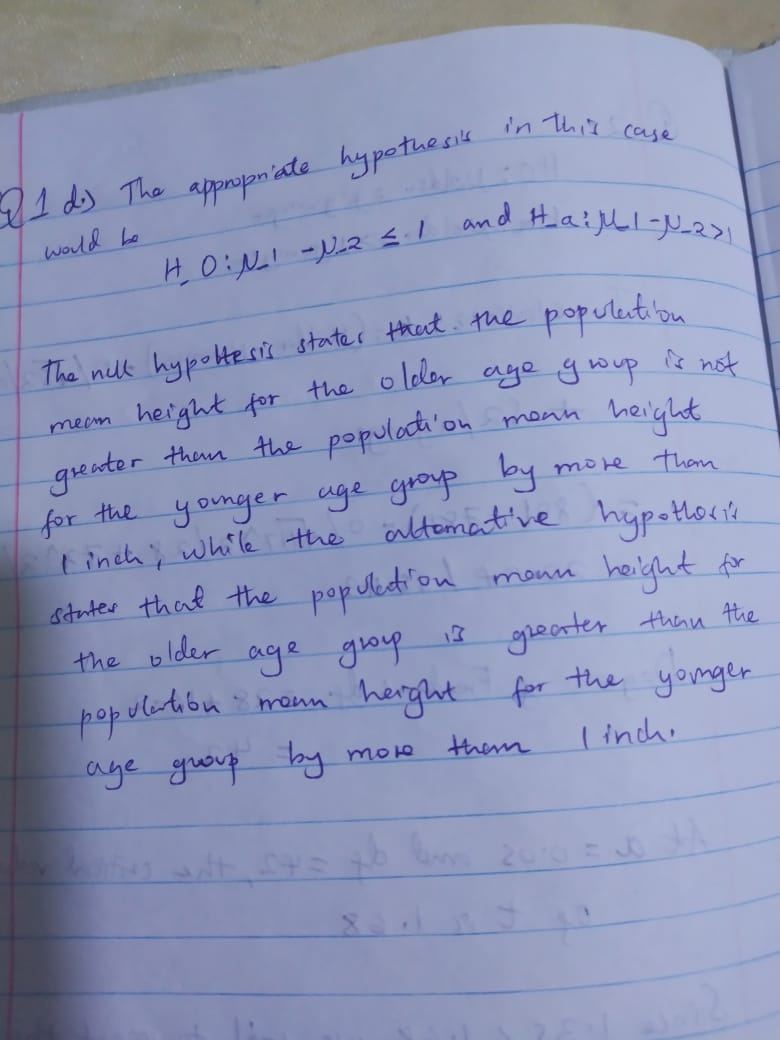 Q1 d.) The appropriate hypothesis in this case
would be
H_0: μ_1 - μ_2 ≤ 1 and H_a: μ_1 - μ_2 > 1
The null hypothesis states that the population
mean height for the older age group is not
greater than the population mean height
for the younger age group by more than
1 inch, while the alternative hypothesis
states that the population mean height for
the older age group is greater than the
population mean height for the younger
age group by more than 1 inch.